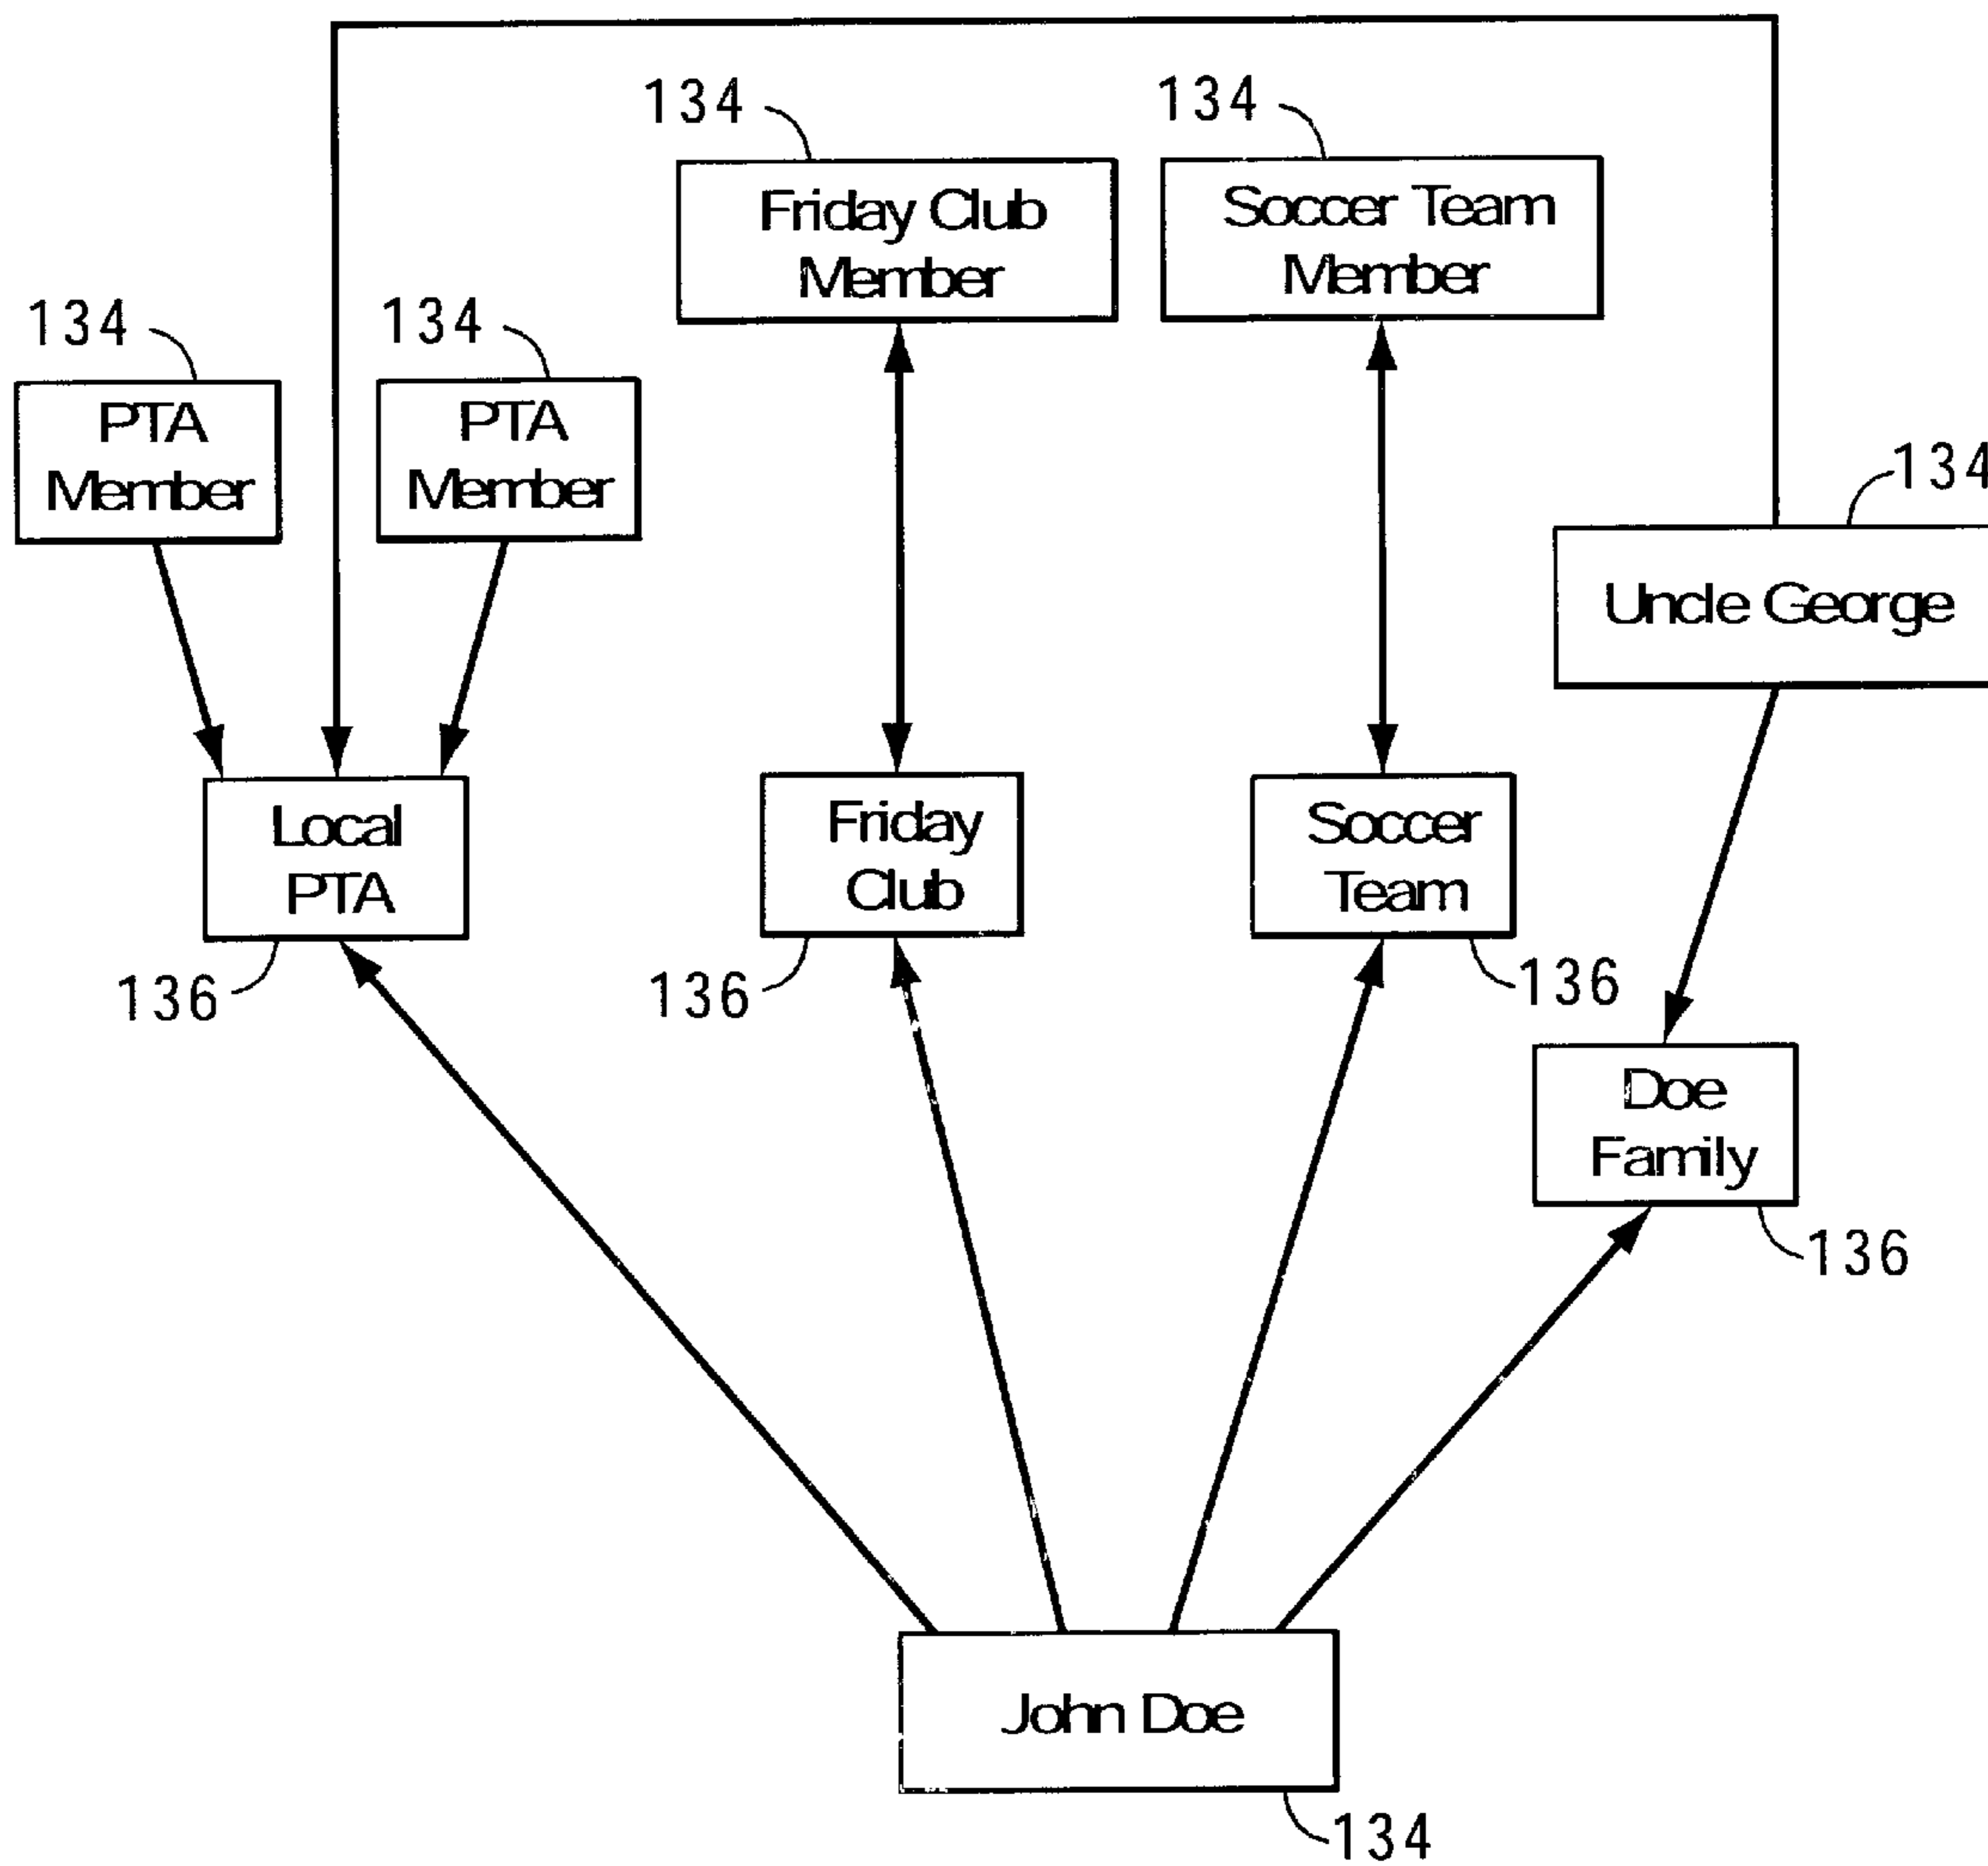 134
134
Friday Club
Member
Soccer Team
Member
134
134
PTA
Member
PTA
Member
134
Uncle George
Local
PTA
Friday
Club
Soccer
Team
136
136
136
Doe
Family
136
John Doe
134